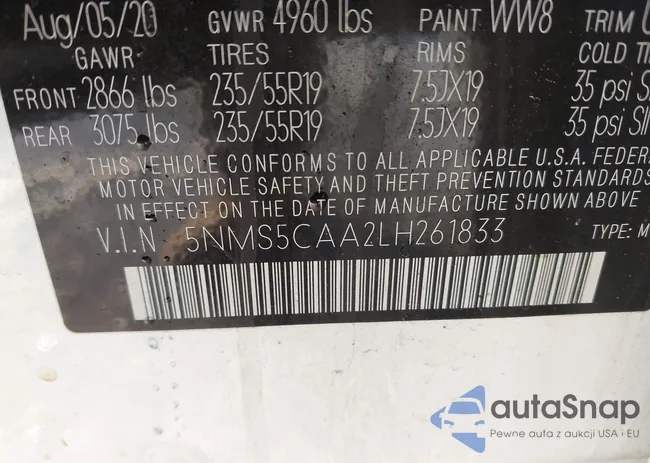 Aug/05/20 GVWR 4960 lbs PAINT WW8 TRIM
GAWR TIRES RIMS COLD
FRONT 2866 lbs 235/55R19 7.5JX19 35 psi
REAR 3075 lbs 235/55R19 7.5JX19 35 psi
THIS VEHICLE CONFORMS TO ALL APPLICABLE U.S.A. FEDER
MOTOR VEHICLE SAFETY AND THEFT PREVENTION STANDARDS
IN EFFECT ON THE DATE OF MANUFACTURE SHOWN ABOVE
V.I.N 5NMS5CAA2LH261833 TYPE: M
autaSnap
Pewne auta z aukcji USA i EU